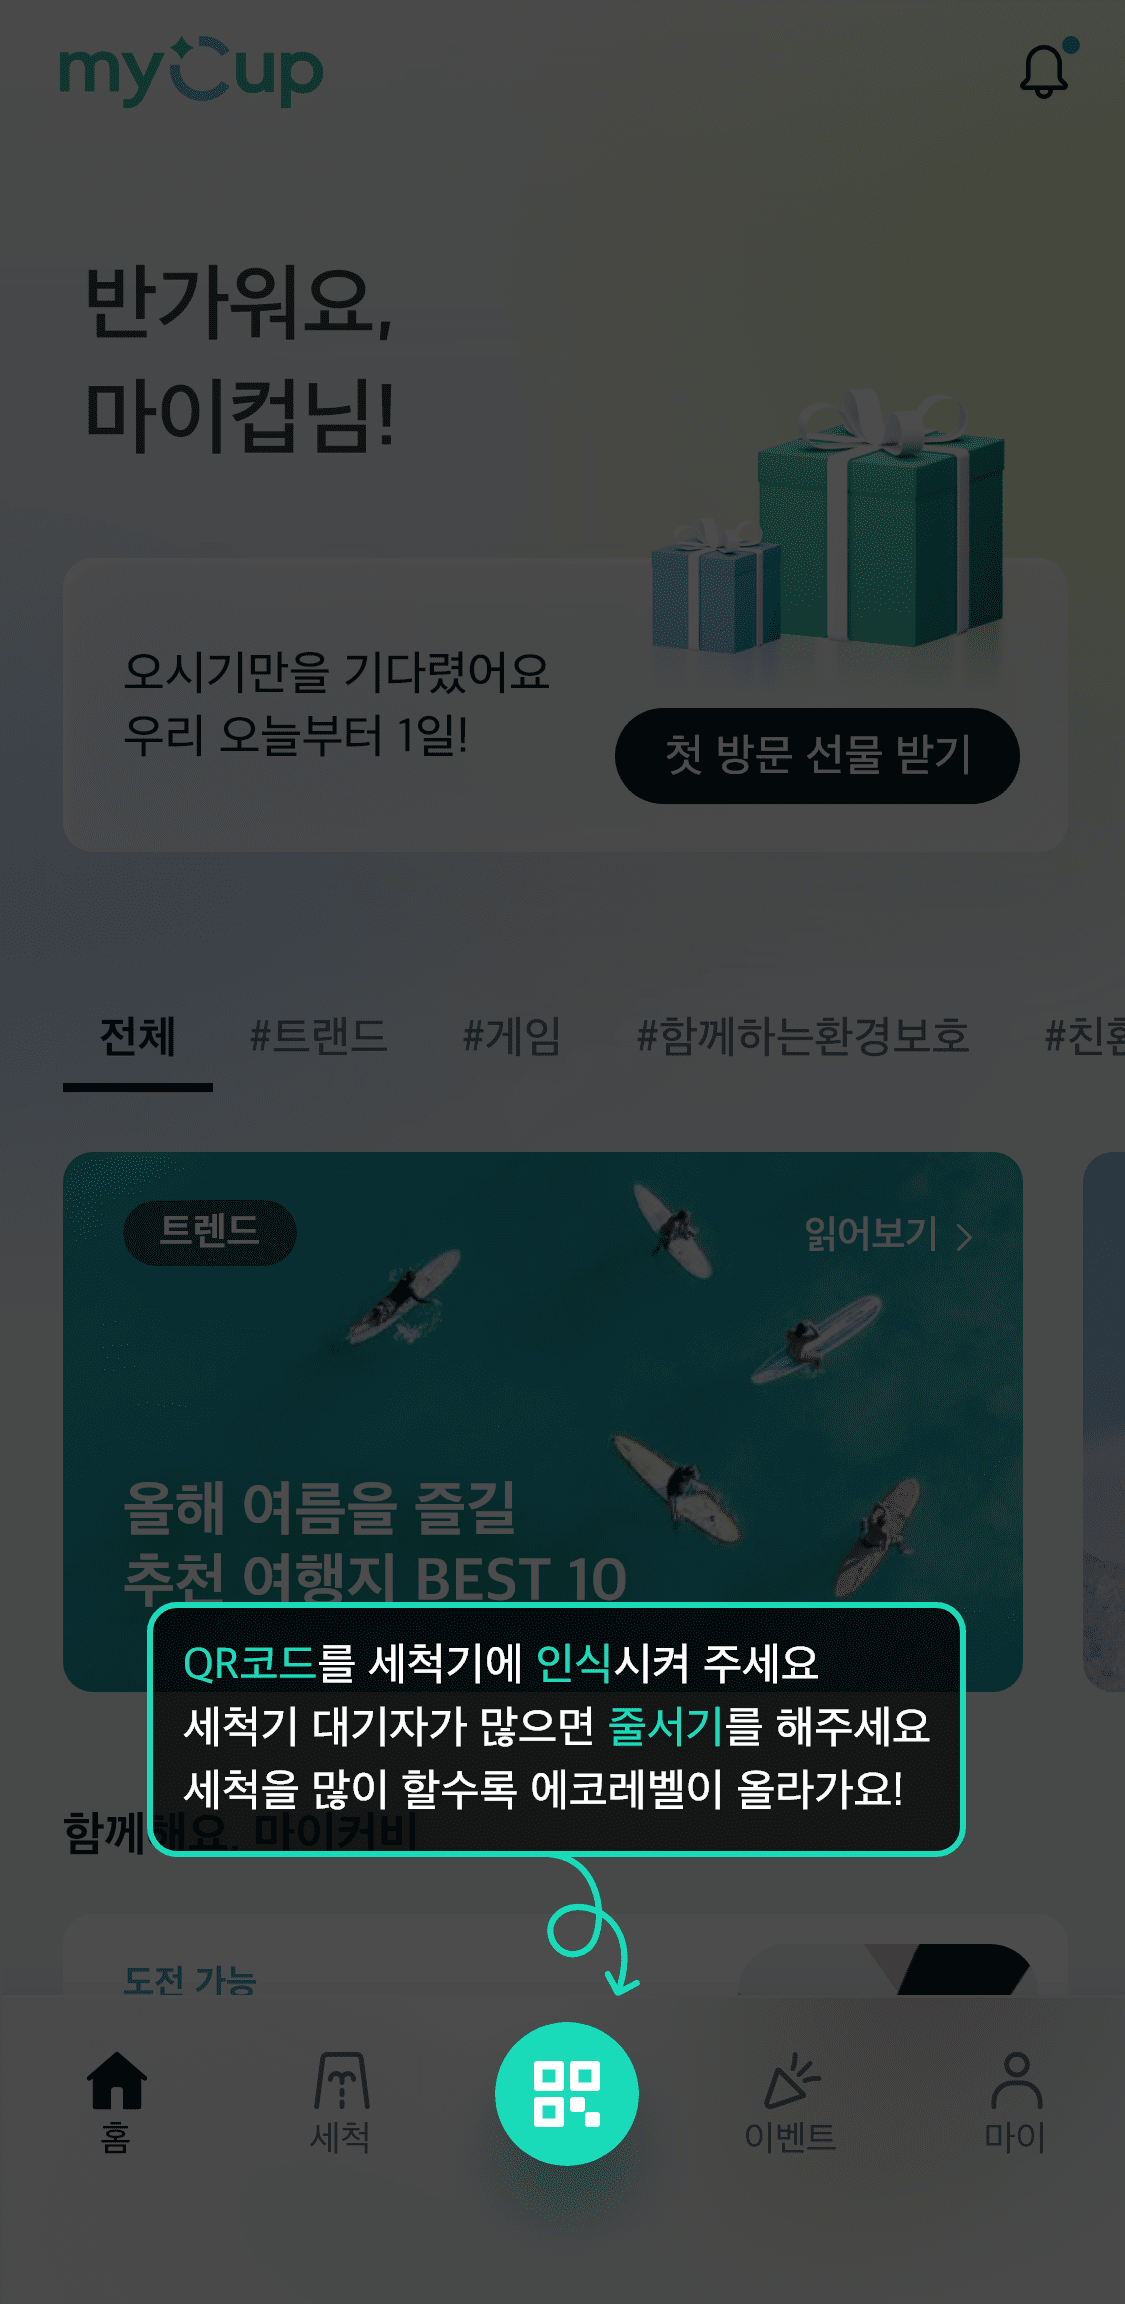 myCup
반가워요,
마이컵님!
오시기만을 기다렸어요
우리 오늘부터 1일!
첫 방문 선물 받기
전체 #트랜드 #게임 #함께하는환경보호 #친환
트렌드
읽어보기
올해 여름을 즐길
추천 여행지 BEST 10
QR코드를 세척기에 인식시켜 주세요
세척기 대기자가 많으면 줄서기를 해주세요
세척을 많이 할수록 에코레벨이 올라가요!
함께해요, 마이커비
도전 가능
홈 세척 이벤트 마이